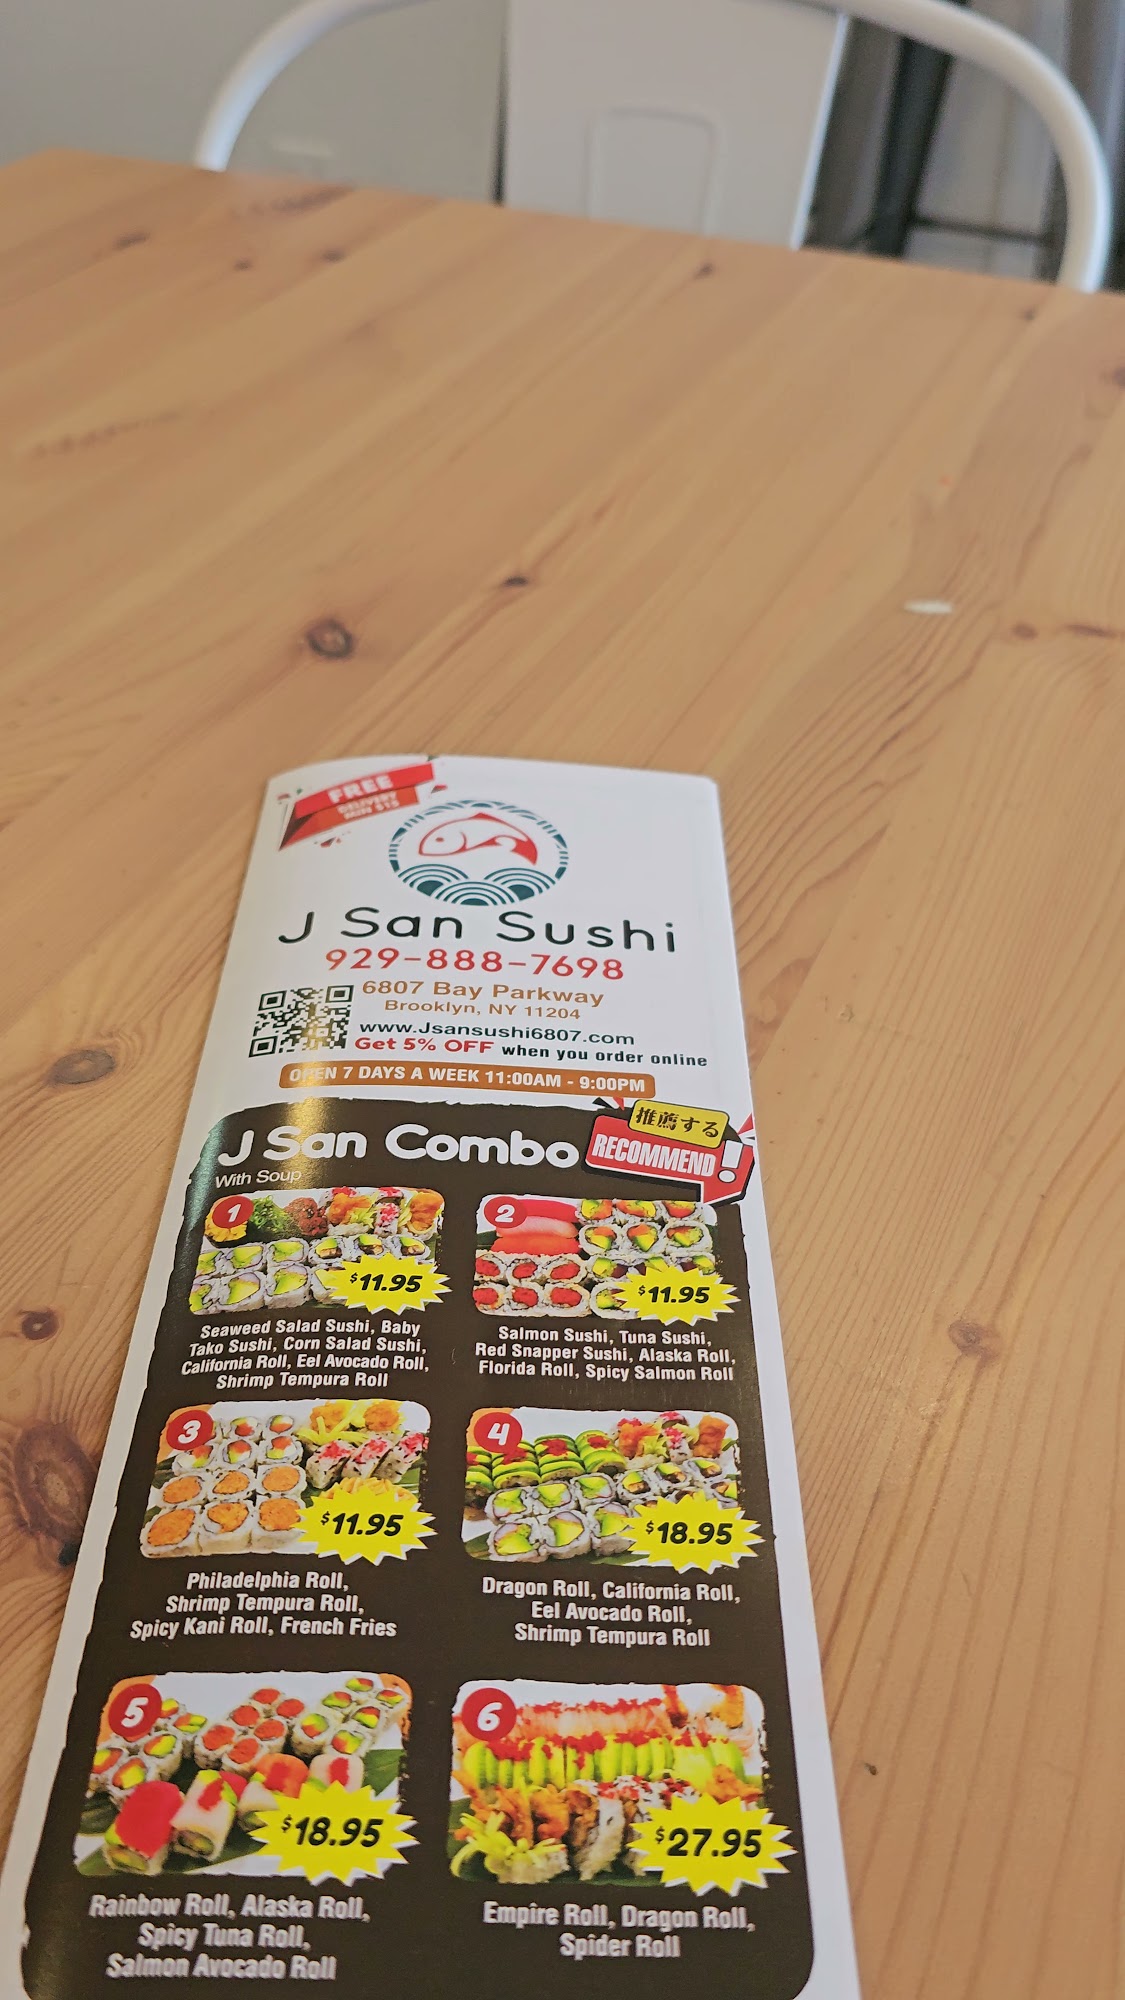 FREE
DELIVERY
MIN $15
J San Sushi
929-888-7698
6807 Bay Parkway
Brooklyn, NY 11204
www.Jsansushi6807.com
Get 5% OFF when you order online
OPEN 7 DAYS A WEEK 11:00AM - 9:00PM
推薦する
J San Combo
RECOMMEND!
With Soup
1
$11.95
Seaweed Salad Sushi, Baby
Tako Sushi, Corn Salad Sushi,
California Roll, Eel Avocado Roll,
Shrimp Tempura Roll
2
$11.95
Salmon Sushi, Tuna Sushi,
Red Snapper Sushi, Alaska Roll,
Florida Roll, Spicy Salmon Roll
3
$11.95
Philadelphia Roll,
Shrimp Tempura Roll,
Spicy Kani Roll, French Fries
4
$18.95
Dragon Roll, California Roll,
Eel Avocado Roll,
Shrimp Tempura Roll
5
$18.95
Rainbow Roll, Alaska Roll,
Spicy Tuna Roll,
Salmon Avocado Roll
6
$27.95
Empire Roll, Dragon Roll,
Spider Roll